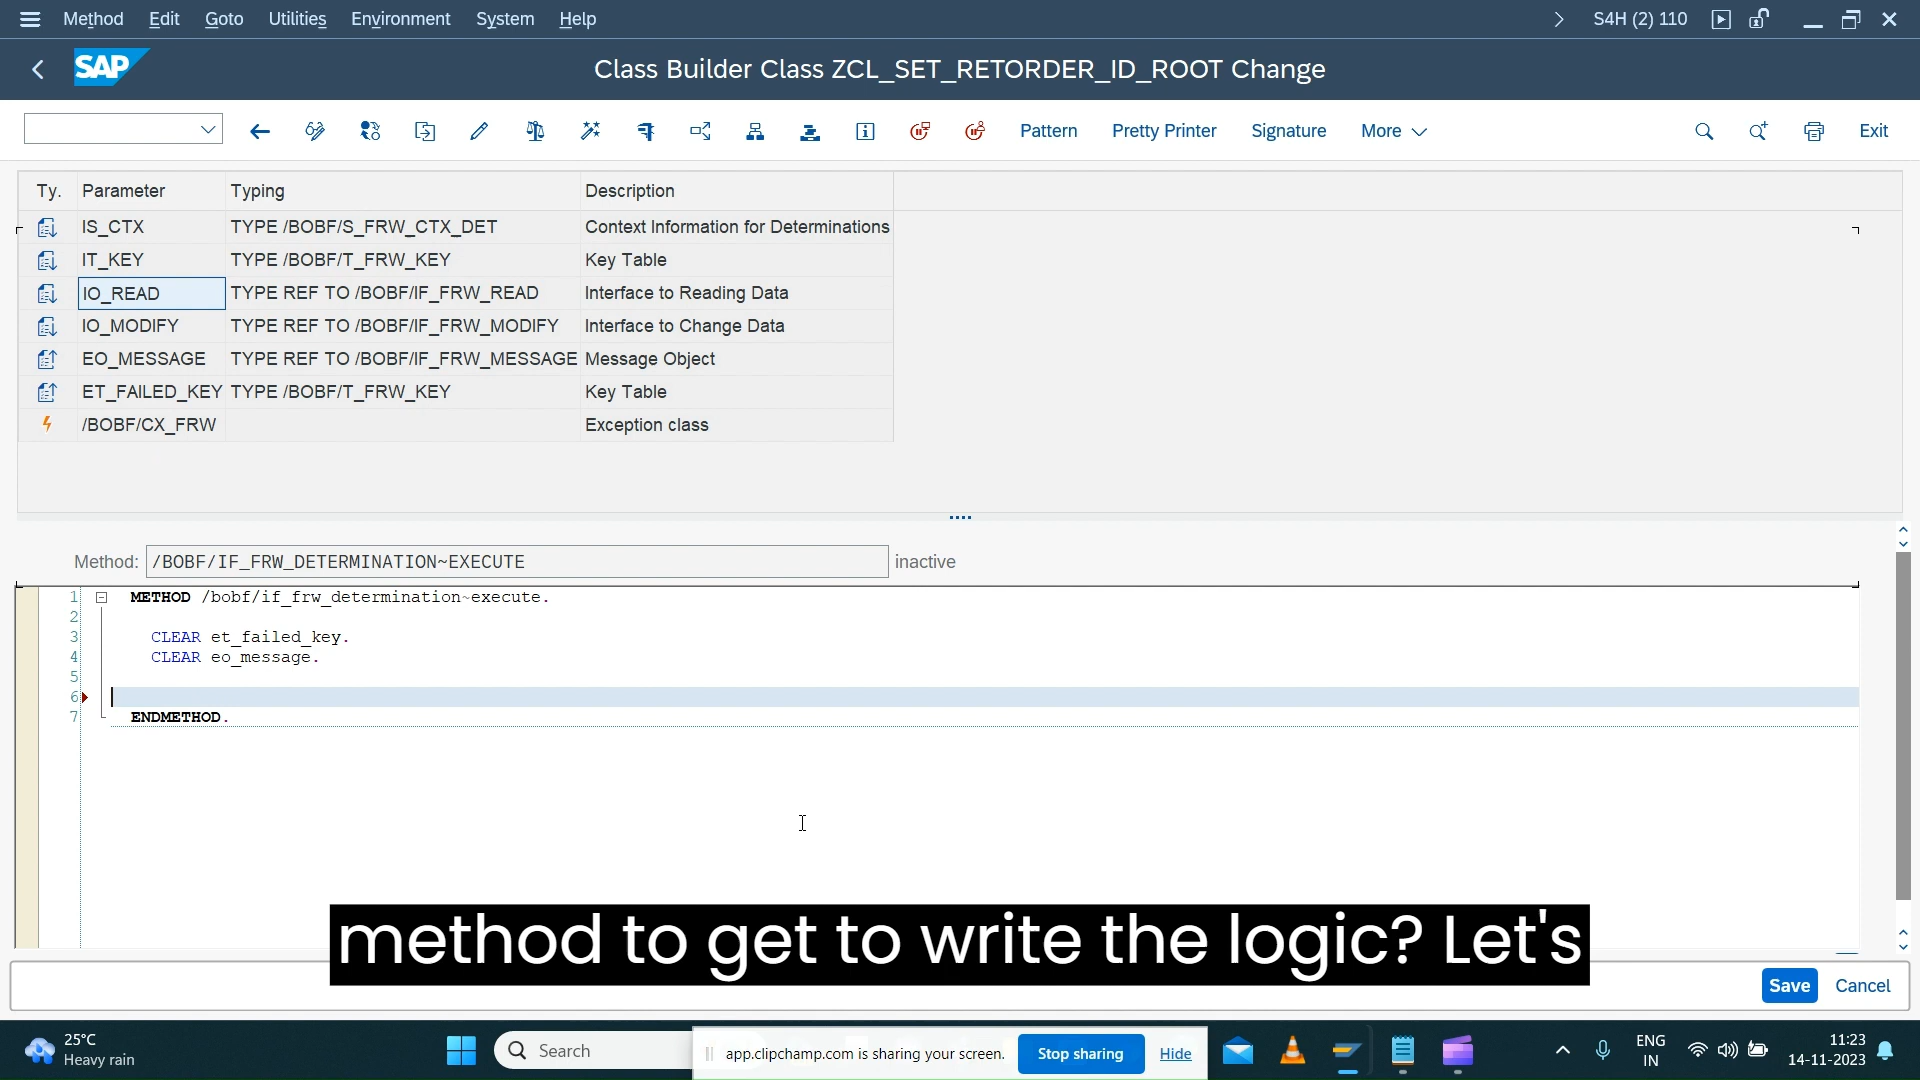 Method Edit Goto Utilities Environment System Help S4H (2) 110
SAP Class Builder Class ZCL_SET_RETORDER_ID_ROOT Change
Pattern Pretty Printer Signature More Exit
Ty. Parameter Typing Description
IS_CTX TYPE /BOBF/S_FRW_CTX_DET Context Information for Determinations
IT_KEY TYPE /BOBF/T_FRW_KEY Key Table
IO_READ TYPE REF TO /BOBF/IF_FRW_READ Interface to Reading Data
IO_MODIFY TYPE REF TO /BOBF/IF_FRW_MODIFY Interface to Change Data
EO_MESSAGE TYPE REF TO /BOBF/IF_FRW_MESSAGE Message Object
ET_FAILED_KEY TYPE /BOBF/T_FRW_KEY Key Table
/BOBF/CX_FRW Exception class
Method: /BOBF/IF_FRW_DETERMINATION~EXECUTE inactive
1 METHOD /bobf/if_frw_determination~execute.
2
3 CLEAR et_failed_key.
4 CLEAR eo_message.
5
6
7 ENDMETHOD.
method to get to write the logic? Let's
Save Cancel
25°C
Heavy rain
Search
app.clipchamp.com is sharing your screen. Stop sharing Hide
ENG
IN
11:23
14-11-2023